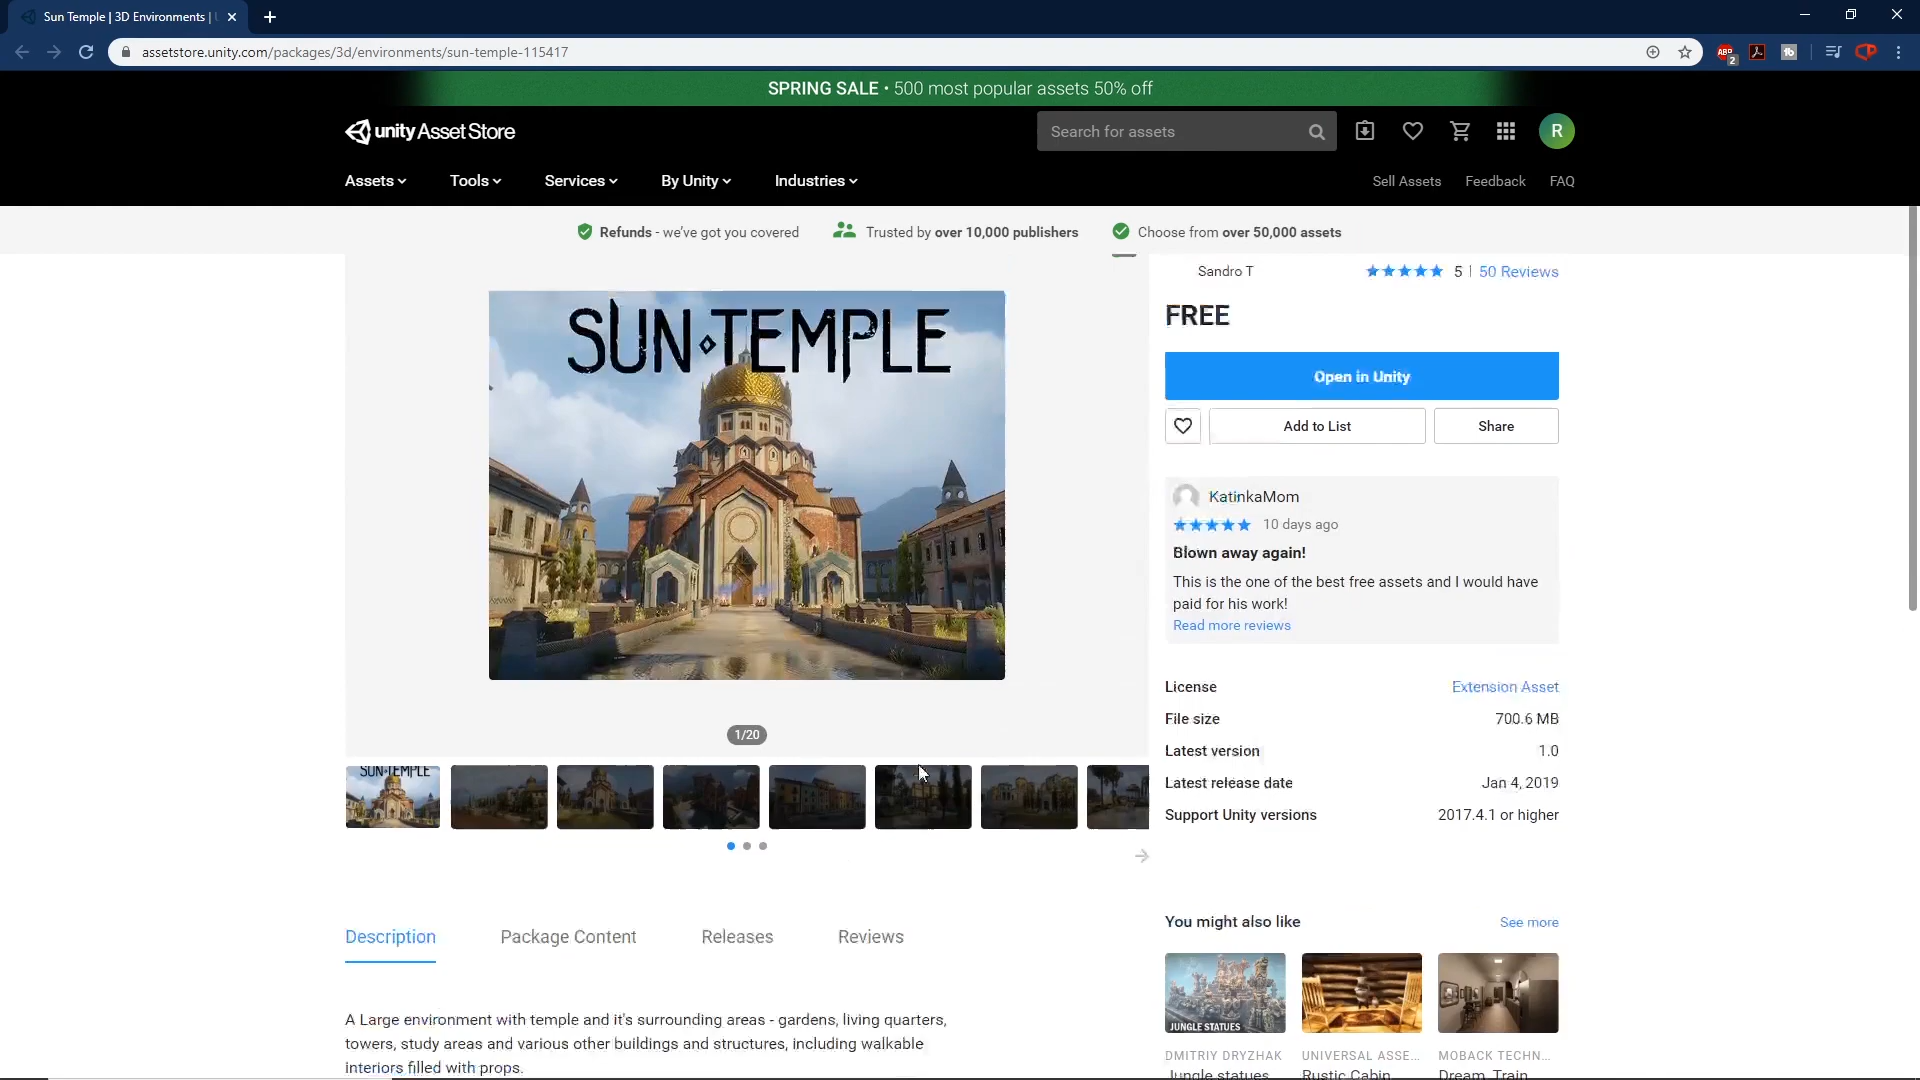 Sun Temple | 3D Environments |
assetstore.unity.com/packages/3d/environments/sun-temple-115417
ABP
2
SPRING SALE • 500 most popular assets 50% off
unity Asset Store
Search for assets
R
Assets
Tools
Services
By Unity
Industries
Sell Assets
Feedback
FAQ
Refunds - we've got you covered
Trusted by over 10,000 publishers
Choose from over 50,000 assets
SUN TEMPLE
1/20
SUN TEMPLE
Sandro T
5 | 50 Reviews
FREE
Open in Unity
Add to List
Share
KatinkaMom
10 days ago
Blown away again!
This is the one of the best free assets and I would have
paid for his work!
Read more reviews
License
Extension Asset
File size
700.6 MB
Latest version
1.0
Latest release date
Jan 4, 2019
Support Unity versions
2017.4.1 or higher
Description
Package Content
Releases
Reviews
A Large environment with temple and it's surrounding areas - gardens, living quarters,
towers, study areas and various other buildings and structures, including walkable
interiors filled with props.
You might also like
See more
JUNGLE STATUES
DMITRIY DRYZHAK
UNIVERSAL ASSE...
MOBACK TECHN...
Jungle statues
Rustic Cabin
Dream Train